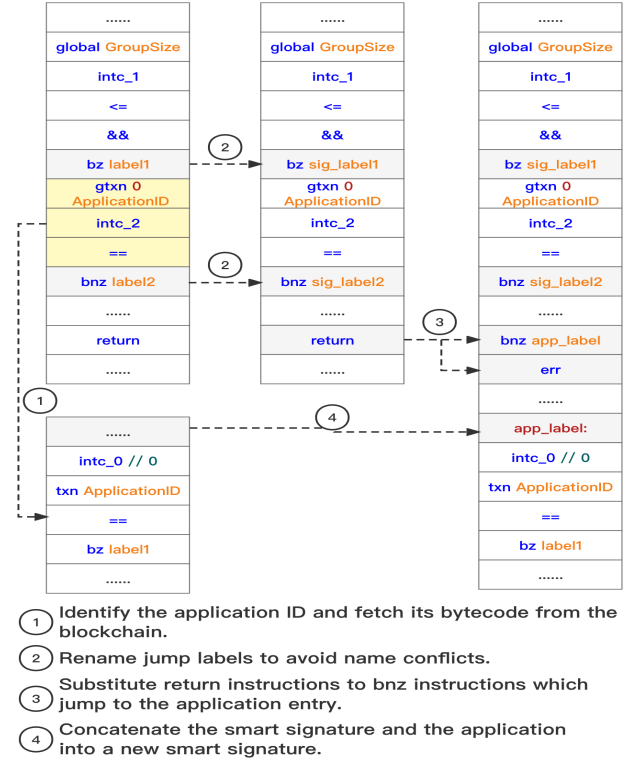 ......
global GroupSize
intc_1
<=
&&
bz label1
gtxn 0
ApplicationID
intc_2
==
bnz label2
......
return
......
1
......
intc_0 // 0
txn ApplicationID
==
bz label1
......
2
2
......
global GroupSize
intc_1
<=
&&
bz sig_label1
gtxn 0
ApplicationID
intc_2
==
bnz sig_label2
......
return
......
3
4
......
global GroupSize
intc_1
<=
&&
bz sig_label1
gtxn 0
ApplicationID
intc_2
==
bnz sig_label2
......
bnz app_label
err
......
app_label:
intc_0 // 0
txn ApplicationID
==
bz label1
......
1 Identify the application ID and fetch its bytecode from the
blockchain.
2 Rename jump labels to avoid name conflicts.
3 Substitute return instructions to bnz instructions which
jump to the application entry.
4 Concatenate the smart signature and the application
into a new smart signature.